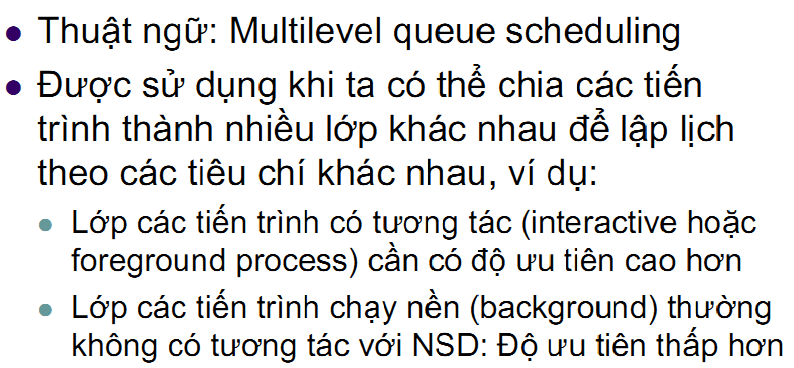 Thuật ngữ: Multilevel queue scheduling
Được sử dụng khi ta có thể chia các tiến
trình thành nhiều lớp khác nhau để lập lịch
theo các tiêu chí khác nhau, ví dụ:
Lớp các tiến trình có tương tác (interactive hoặc
foreground process) cần có độ ưu tiên cao hơn
Lớp các tiến trình chạy nền (background) thường
không có tương tác với NSD: Độ ưu tiên thấp hơn